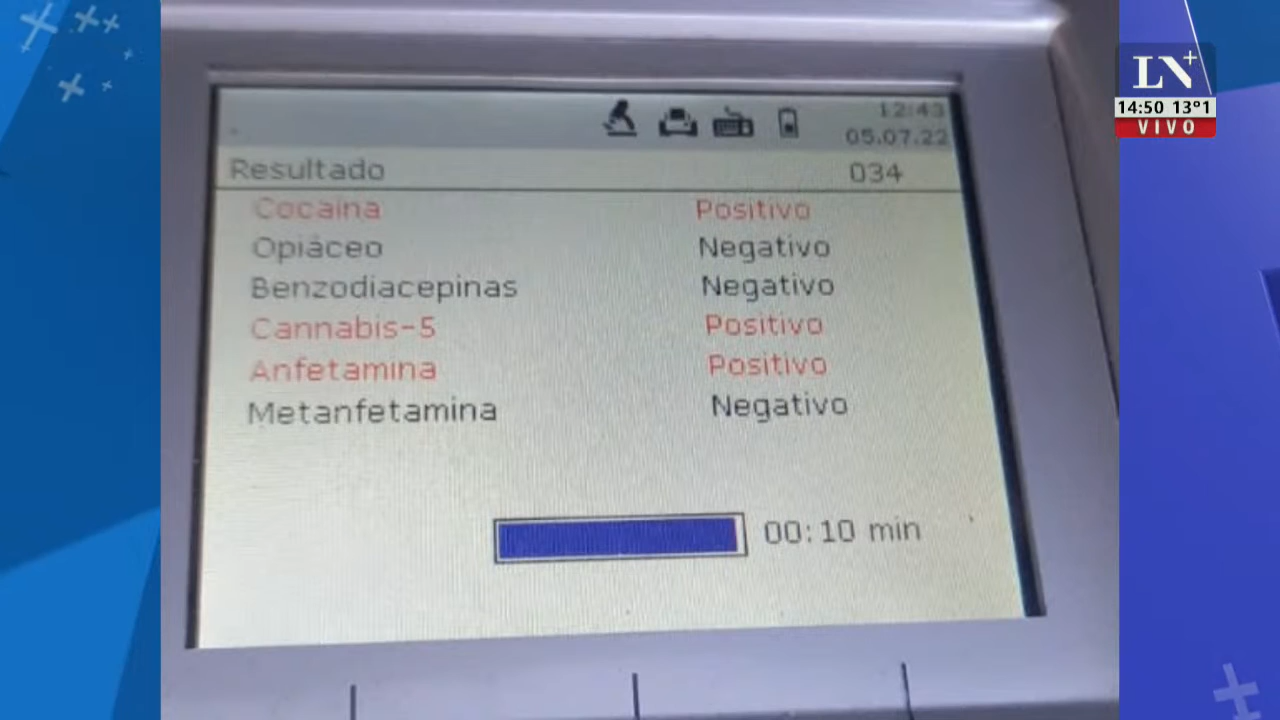 LN+
14:50 13°1
VIVO
12:43
05.07.22
Resultado 034
Cocaína Positivo
Opiáceo Negativo
Benzodiacepinas Negativo
Cannabis-5 Positivo
Anfetamina Positivo
Metanfetamina Negativo
00:10 min